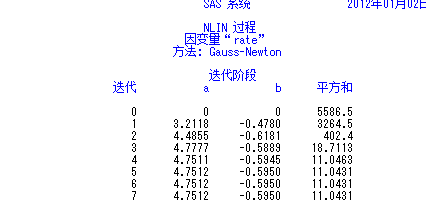 SAS 系统 2012年01月02日
NLIN 过程
因变量“rate”
方法: Gauss-Newton
迭代阶段
迭代 a b 平方和
0 0 0 5586.5
1 3.2118 -0.4780 3264.5
2 4.4855 -0.6181 402.4
3 4.7777 -0.5889 18.7113
4 4.7511 -0.5945 11.0463
5 4.7512 -0.5950 11.0431
6 4.7512 -0.5950 11.0431
7 4.7512 -0.5950 11.0431